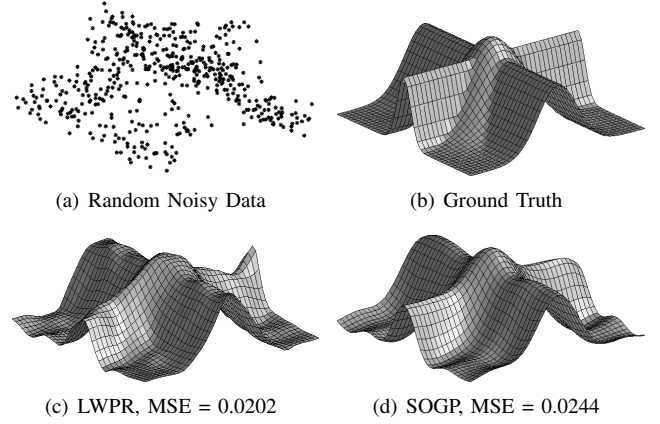 (a) Random Noisy Data
(b) Ground Truth
(c) LWPR, MSE = 0.0202
(d) SOGP, MSE = 0.0244